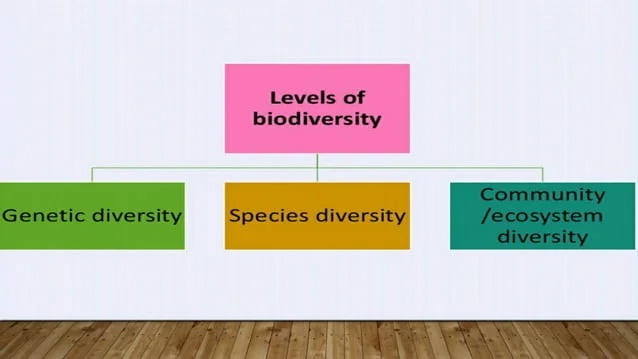 Levels of
biodiversity
Genetic diversity
Species diversity
Community
/ecosystem
diversity